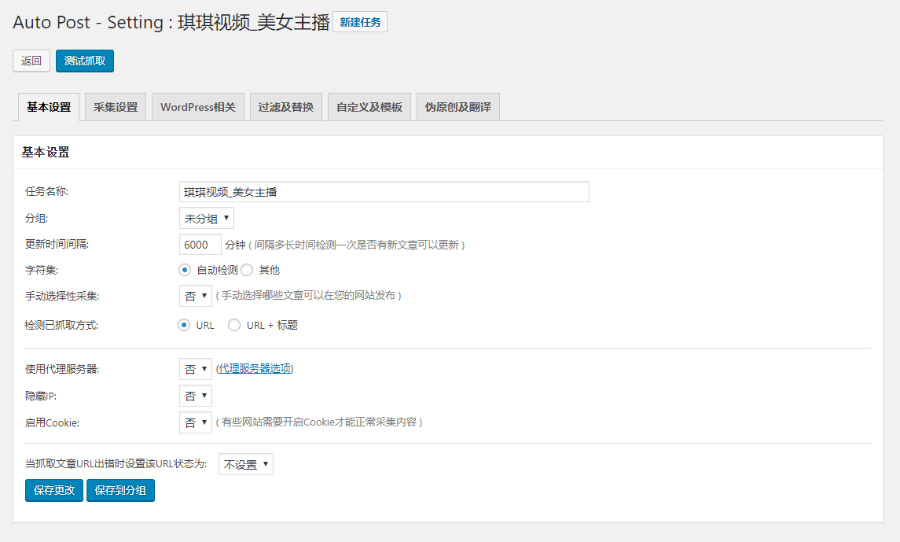 Auto Post - Setting : 琪琪视频_美女主播 新建任务
返回 测试抓取
基本设置 采集设置 WordPress相关 过滤及替换 自定义及模板 伪原创及翻译
基本设置
任务名称: 琪琪视频_美女主播
分组: 未分组
更新时间间隔: 6000 分钟 ( 间隔多长时间检测一次是否有新文章可以更新 )
字符集: 自动检测 其他
手动选择性采集: 否 ( 手动选择哪些文章可以在您的网站发布 )
检测已抓取方式: URL URL + 标题
使用代理服务器: 否 (代理服务器选项)
隐藏IP: 否
启用Cookie: 否 ( 有些网站需要开启Cookie才能正常采集内容 )
当抓取文章URL出错时设置该URL状态为: 不设置
保存更改 保存到分组